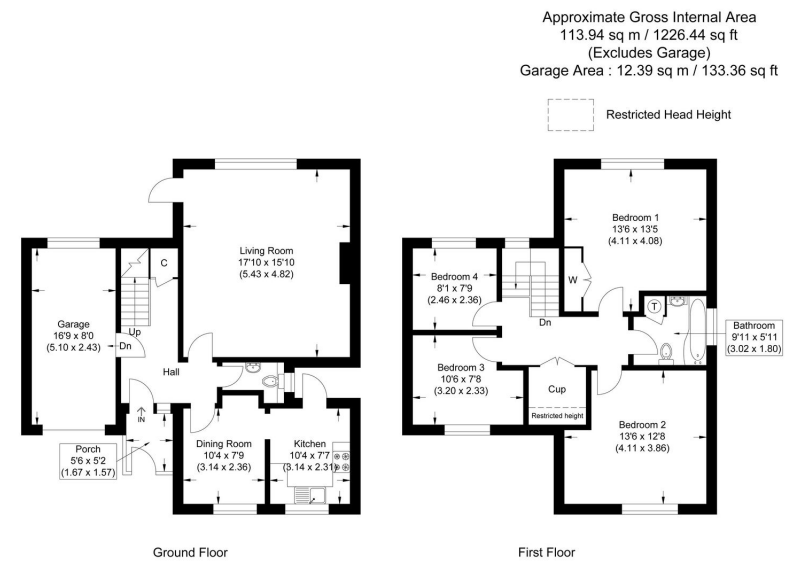 Approximate Gross Internal Area
113.94 sq m / 1226.44 sq ft
(Excludes Garage)
Garage Area : 12.39 sq m / 133.36 sq ft
Restricted Head Height
Living Room
17'10 x 15'10
(5.43 x 4.82)
C
Garage
16'9 x 8'0
(5.10 x 2.43)
Up
Dn
Hall
IN
Porch
5'6 x 5'2
(1.67 x 1.57)
Dining Room
10'4 x 7'9
(3.14 x 2.36)
Kitchen
10'4 x 7'7
(3.14 x 2.31)
Ground Floor
Bedroom 1
13'6 x 13'5
(4.11 x 4.08)
W
Bedroom 4
8'1 x 7'9
(2.46 x 2.36)
Dn
T
Bathroom
9'11 x 5'11
(3.02 x 1.80)
Bedroom 3
10'6 x 7'8
(3.20 x 2.33)
Cup
Restricted height
Bedroom 2
13'6 x 12'8
(4.11 x 3.86)
First Floor